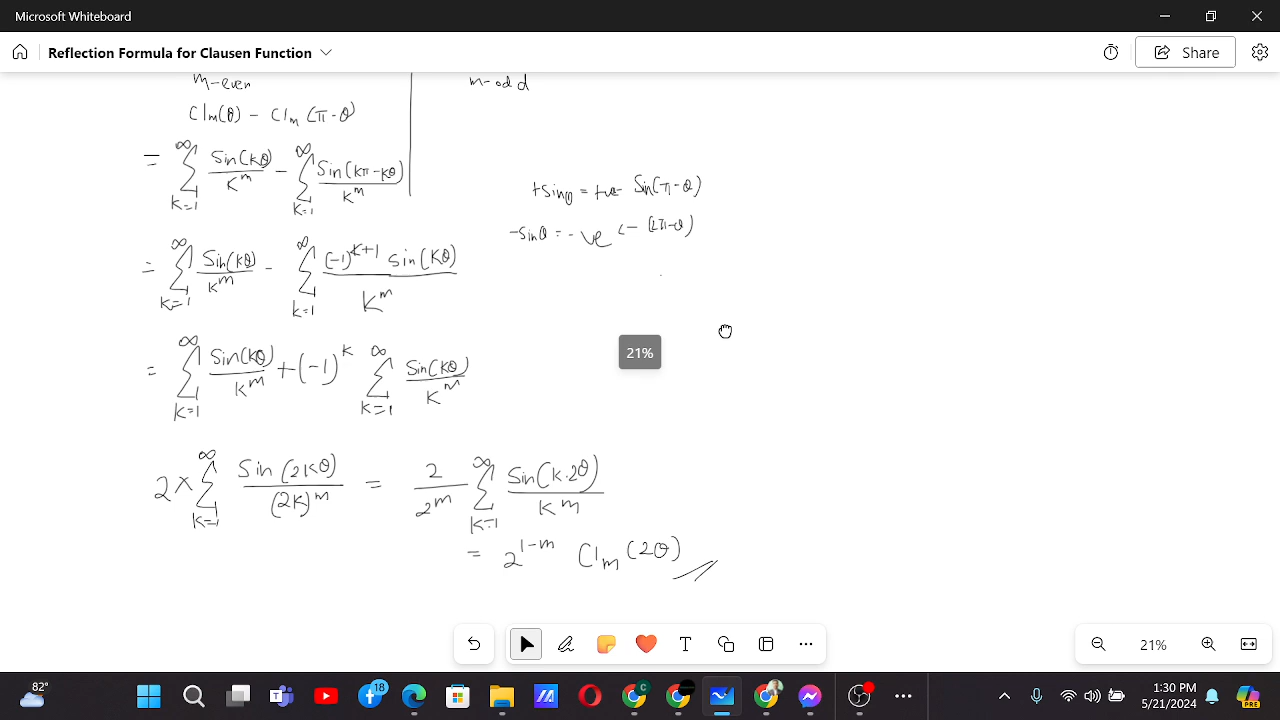 Microsoft Whiteboard
Reflection Formula for Clausen Function
Share
m-even
m-odd
Clm(θ) - Clm(π-θ)
= ∞ Σ k=1 Sin(kθ)/k^m - ∞ Σ k=1 Sin(kπ-kθ)/k^m
+sinθ = +ve Sin(π-θ)
-sinθ = -ve (2π-θ)
= ∞ Σ k=1 Sin(kθ)/k^m - ∞ Σ k=1 (-1)^k+1 sin(kθ)/k^m
= ∞ Σ k=1 Sin(kθ)/k^m + (-1)^k ∞ Σ k=1 Sin(kθ)/k^m
21%
2 × ∞ Σ k=1 Sin(2kθ)/(2k)^m = 2/2^m ∞ Σ k=1 Sin(k.2θ)/k^m
= 2^1-m Clm(2θ)
21%
82°
18
1:30 PM
5/21/2024
PRE